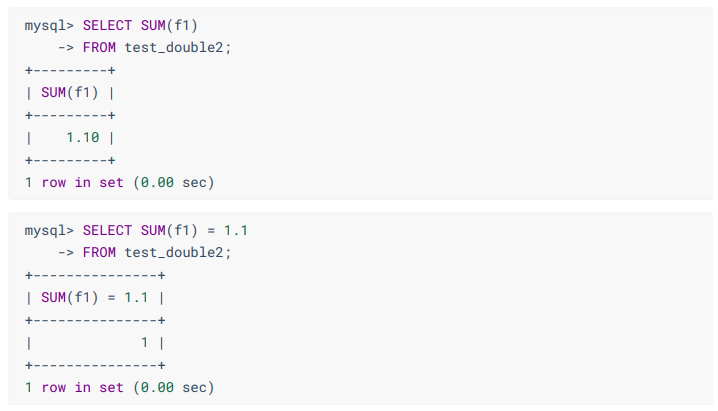 mysql> SELECT SUM(f1)
    -> FROM test_double2;
+---------+
| SUM(f1) |
+---------+
|    1.10 |
+---------+
1 row in set (0.00 sec)
mysql> SELECT SUM(f1) = 1.1
    -> FROM test_double2;
+---------------+
| SUM(f1) = 1.1 |
+---------------+
|             1 |
+---------------+
1 row in set (0.00 sec)